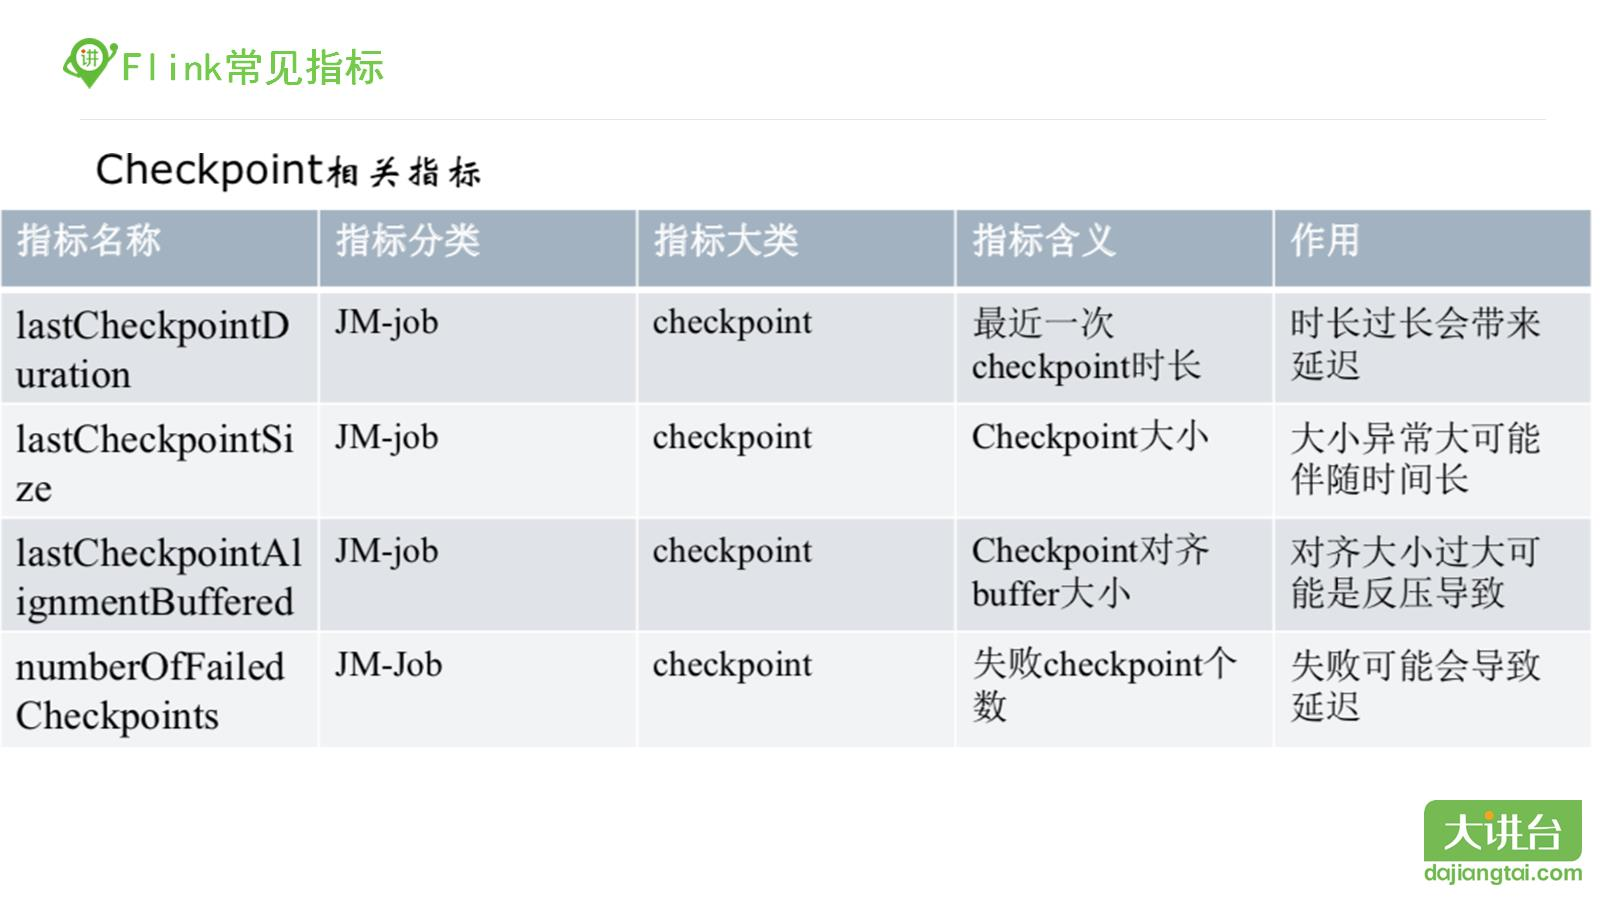 讲
Flink常见指标
Checkpoint相关指标
指标名称 指标分类 指标大类 指标含义 作用
lastCheckpointD
uration
JM-job
checkpoint
最近一次
checkpoint时长
时长过长会带来
延迟
lastCheckpointSi
ze
JM-job
checkpoint
Checkpoint大小
大小异常大可能
伴随时间长
lastCheckpointAl
ignmentBuffered
JM-job
checkpoint
Checkpoint对齐
buffer大小
对齐大小过大可
能是反压导致
numberOfFailed
Checkpoints
JM-Job
checkpoint
失败checkpoint个
数
失败可能会导致
延迟
大讲台
dajiangtai.com